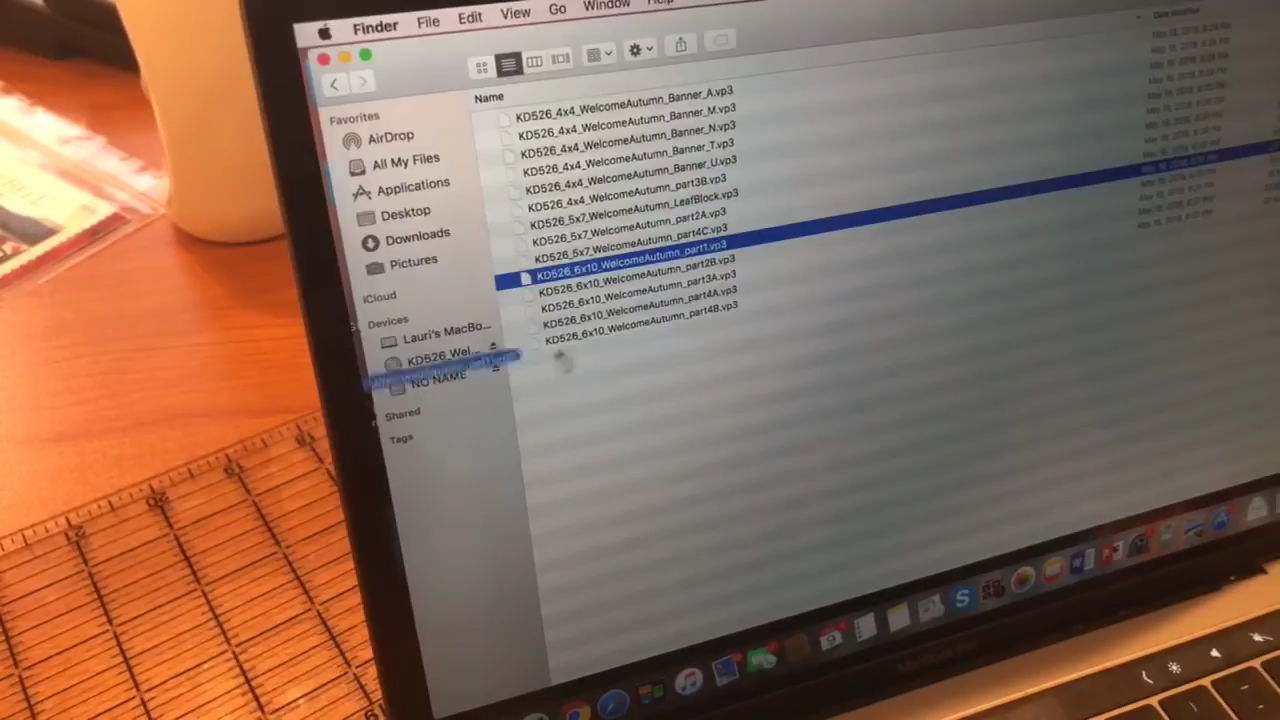 Finder File Edit View Go Window Help
Name
Favorites
AirDrop
All My Files
Applications
Desktop
Downloads
Pictures
iCloud
Devices
Lauri's MacBo...
KD526_Wel...
NO NAME
Shared
Tags
KD526_4x4_WelcomeAutumn_Banner_A.vp3
KD526_4x4_WelcomeAutumn_Banner_M.vp3
KD526_4x4_WelcomeAutumn_Banner_N.vp3
KD526_4x4_WelcomeAutumn_Banner_T.vp3
KD526_4x4_WelcomeAutumn_Banner_U.vp3
KD526_4x4_WelcomeAutumn_part3B.vp3
KD526_5x7_WelcomeAutumn_LeafBlock.vp3
KD526_5x7_WelcomeAutumn_part2A.vp3
KD526_5x7_WelcomeAutumn_part4C.vp3
KD526_6x10_WelcomeAutumn_part1.vp3
KD526_6x10_WelcomeAutumn_part2B.vp3
KD526_6x10_WelcomeAutumn_part3A.vp3
KD526_6x10_WelcomeAutumn_part4A.vp3
KD526_6x10_WelcomeAutumn_part4B.vp3